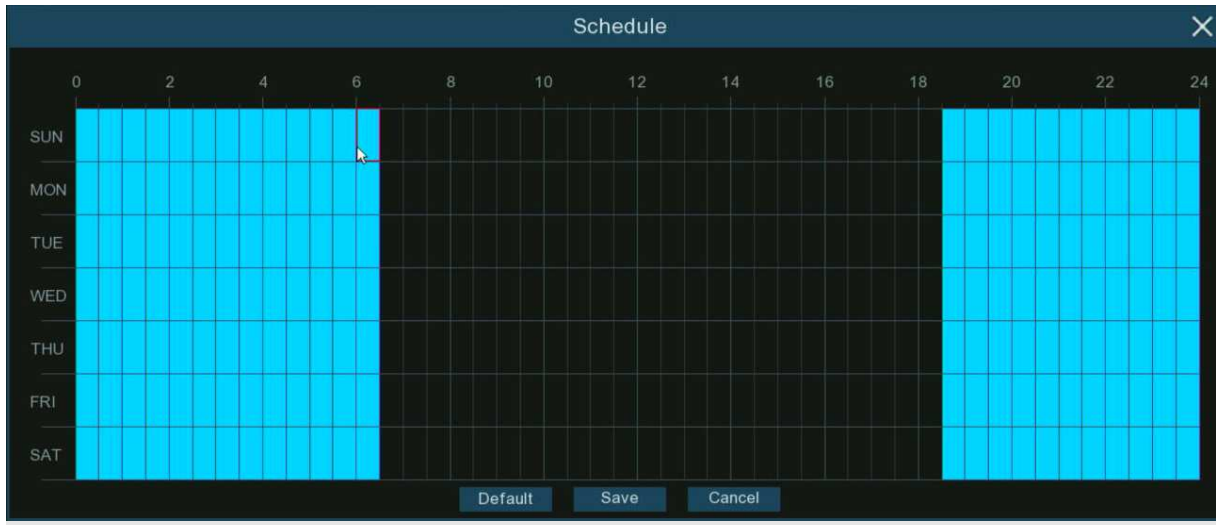 Schedule
0 2 4 6 8 10 12 14 16 18 20 22 24
SUN
MON
TUE
WED
THU
FRI
SAT
Default Save Cancel